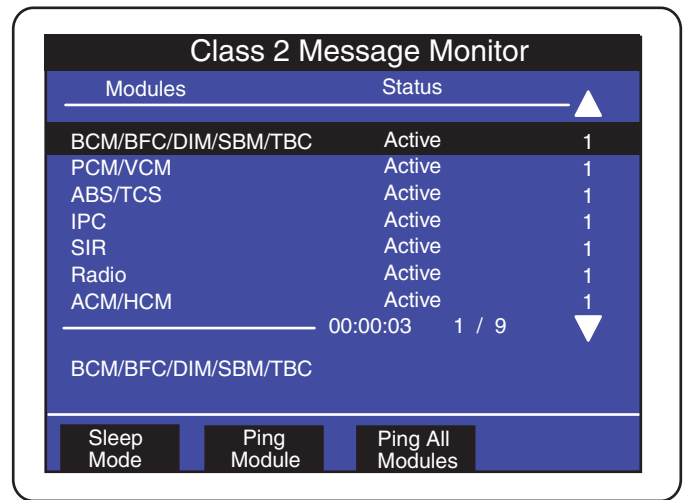 Class 2 Message Monitor
Modules Status
BCM/BFC/DIM/SBM/TBC Active 1
PCM/VCM Active 1
ABS/TCS Active 1
IPC Active 1
SIR Active 1
Radio Active 1
ACM/HCM Active 1
00:00:03 1 / 9
BCM/BFC/DIM/SBM/TBC
Sleep Mode
Ping Module
Ping All Modules